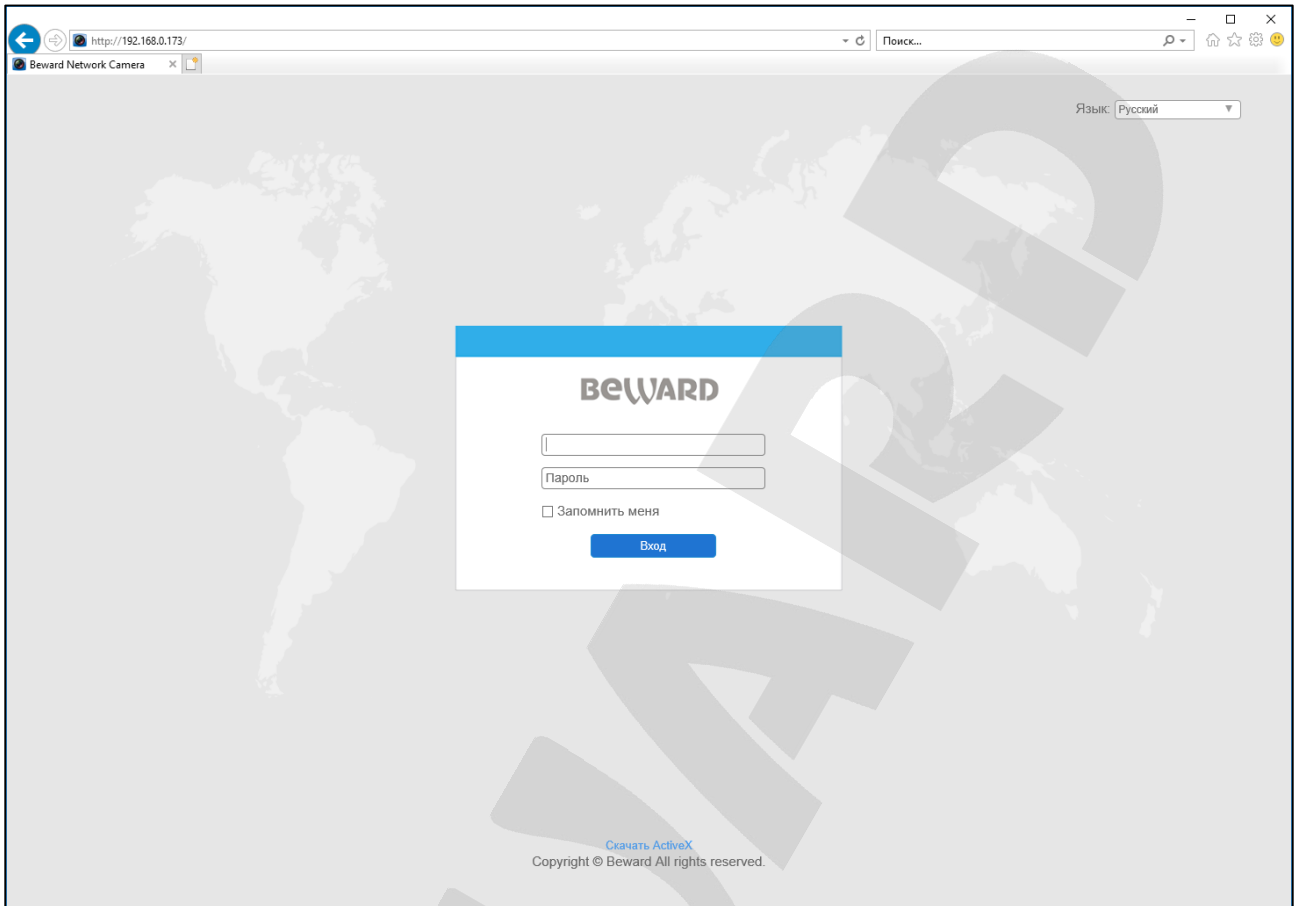 http://192.168.0.173/
Поиск...
Beward Network Camera
Язык: Русский
BEWARD
Пароль
Запомнить меня
Вход
Скачать ActiveX
Copyright © Beward All rights reserved.
BEWARD